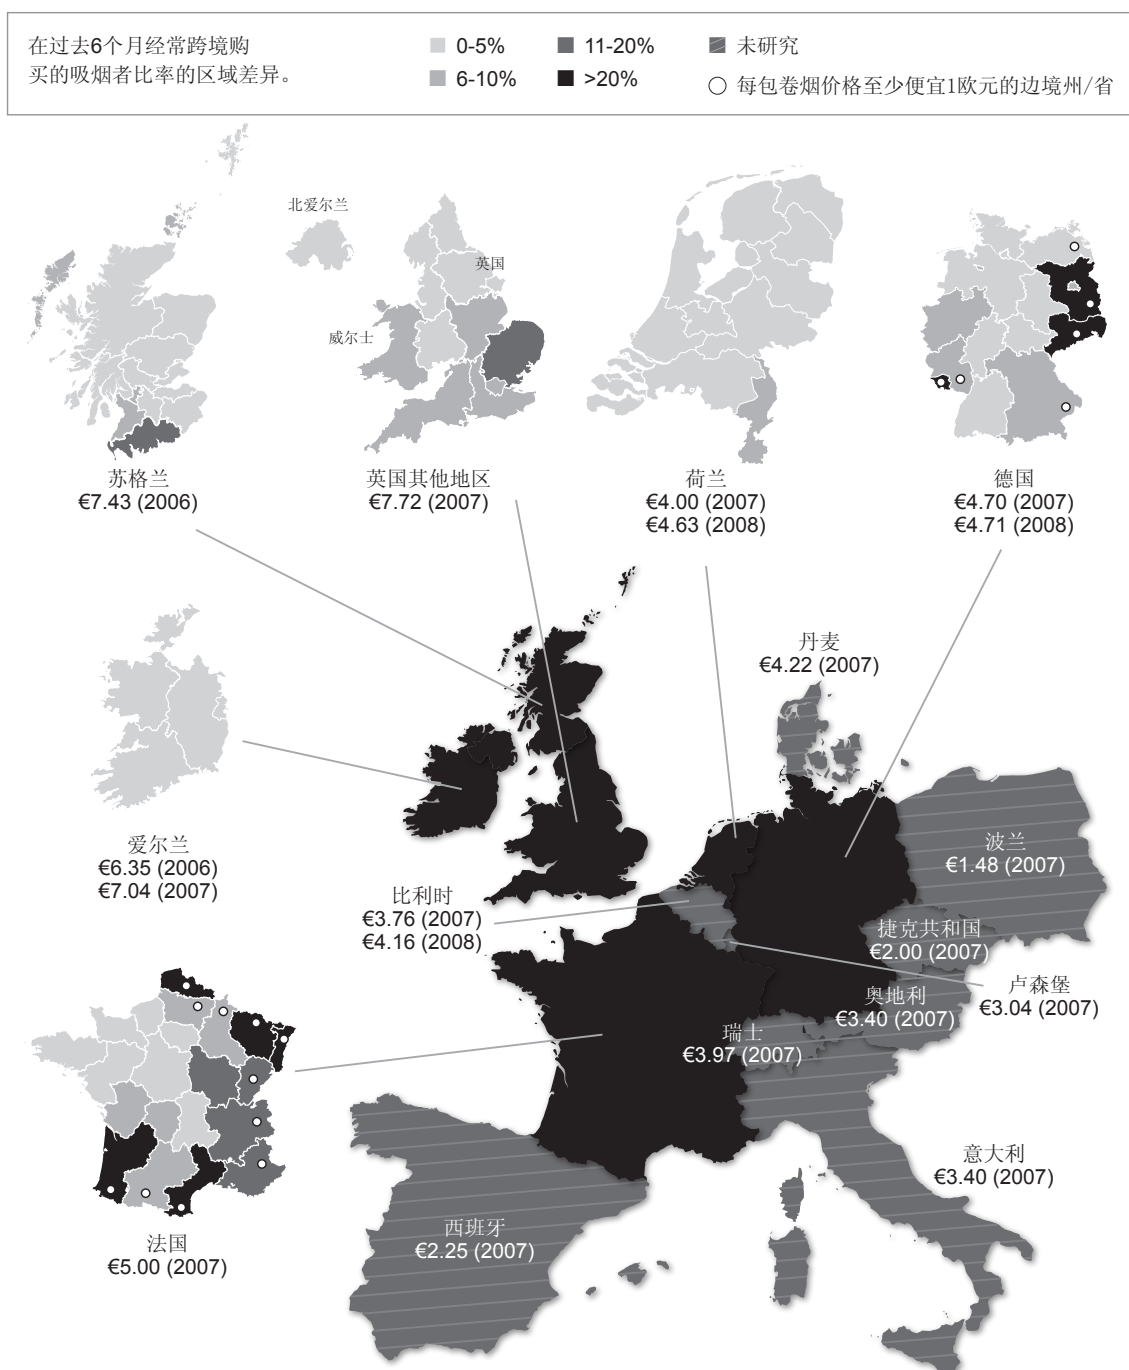 在过去6个月经常跨境购
买的吸烟者比率的区域差异。
0-5%
6-10%
11-20%
>20%
未研究
每包卷烟价格至少便宜1欧元的边境州/省
北爱尔兰
英国
威尔士
苏格兰
€7.43 (2006)
英国其他地区
€7.72 (2007)
荷兰
€4.00 (2007)
€4.63 (2008)
德国
€4.70 (2007)
€4.71 (2008)
丹麦
€4.22 (2007)
爱尔兰
€6.35 (2006)
€7.04 (2007)
波兰
€1.48 (2007)
比利时
€3.76 (2007)
€4.16 (2008)
捷克共和国
€2.00 (2007)
卢森堡
€3.04 (2007)
奥地利
€3.40 (2007)
瑞士
€3.97 (2007)
意大利
€3.40 (2007)
西班牙
€2.25 (2007)
法国
€5.00 (2007)